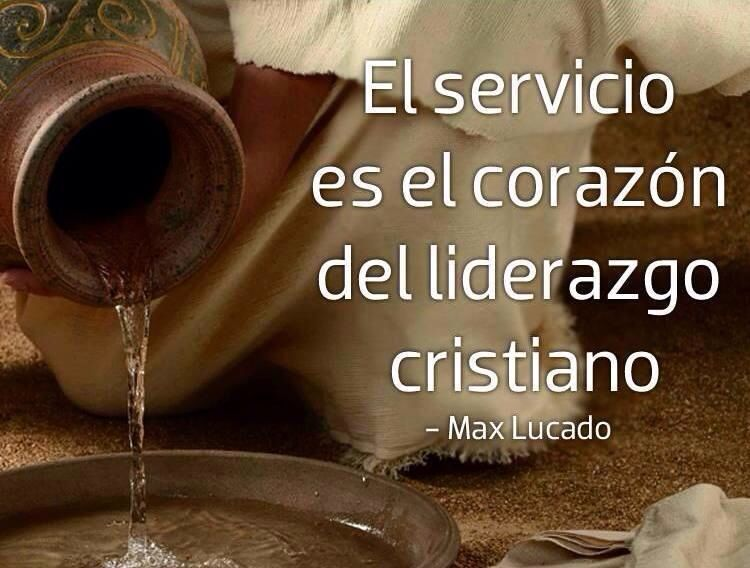 El servicio
es el corazón
del liderazgo
cristiano
– Max Lucado